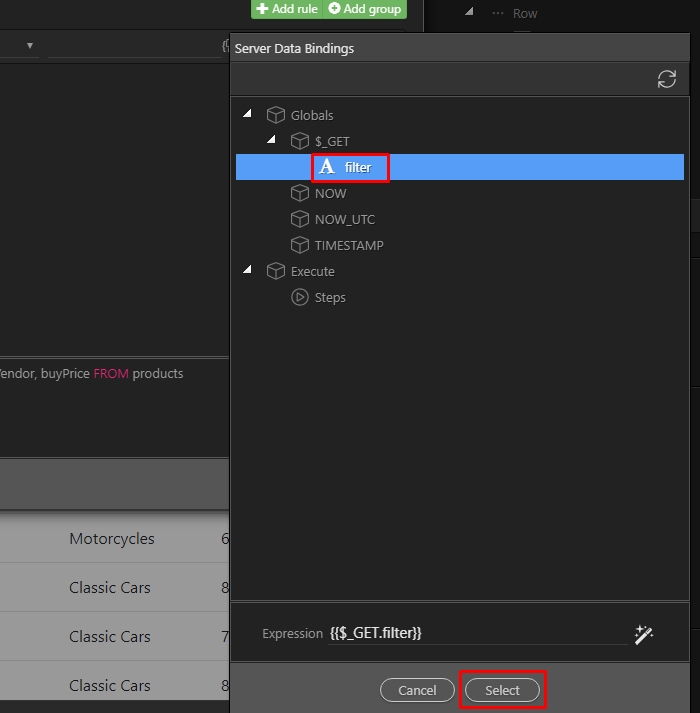 Add rule Add group
Row
Server Data Bindings
Globals
$_GET
A filter
NOW
NOW_UTC
TIMESTAMP
Execute
Steps
endor, buyPrice FROM products
Motorcycles 6
Classic Cars 8
Classic Cars 7
Classic Cars 8
Expression {{$_GET.filter}}
Cancel Select